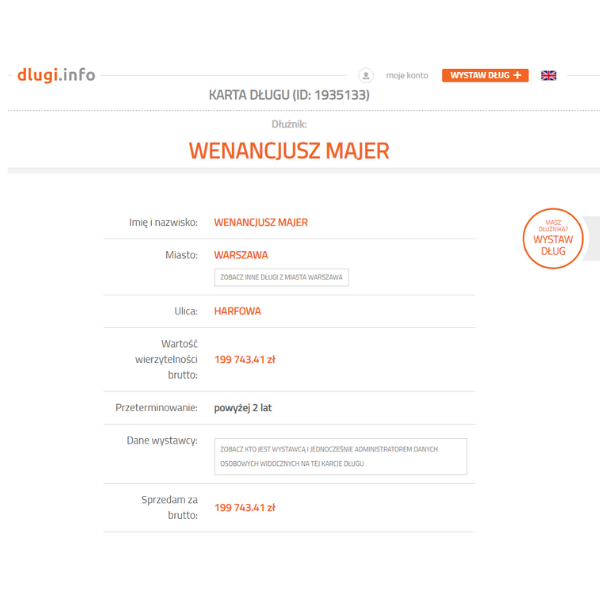 dlugi.info
moje konto
WYSTAW DŁUG +
KARTA DŁUGU (ID: 1935133)
Dłużnik:
WENANCJUSZ MAJER
Imię i nazwisko: WENANCJUSZ MAJER
MASZ
DŁUŻNIKA?
WYSTAW
DŁUG
Miasto: WARSZAWA
ZOBACZ INNE DŁUGI Z MIASTA WARSZAWA
Ulica: HARFOWA
Wartość
wierzytelności
brutto:
199 743.41 zł
Przeterminowanie: powyżej 2 lat
Dane wystawcy:
ZOBACZ KTO JEST WYSTAWCĄ I JEDNOCZEŚNIE ADMINISTRATOREM DANYCH
OSOBOWYCH WIDOCZNYCH NA TEJ KARCIE DŁUGU
Sprzedam za
brutto:
199 743.41 zł